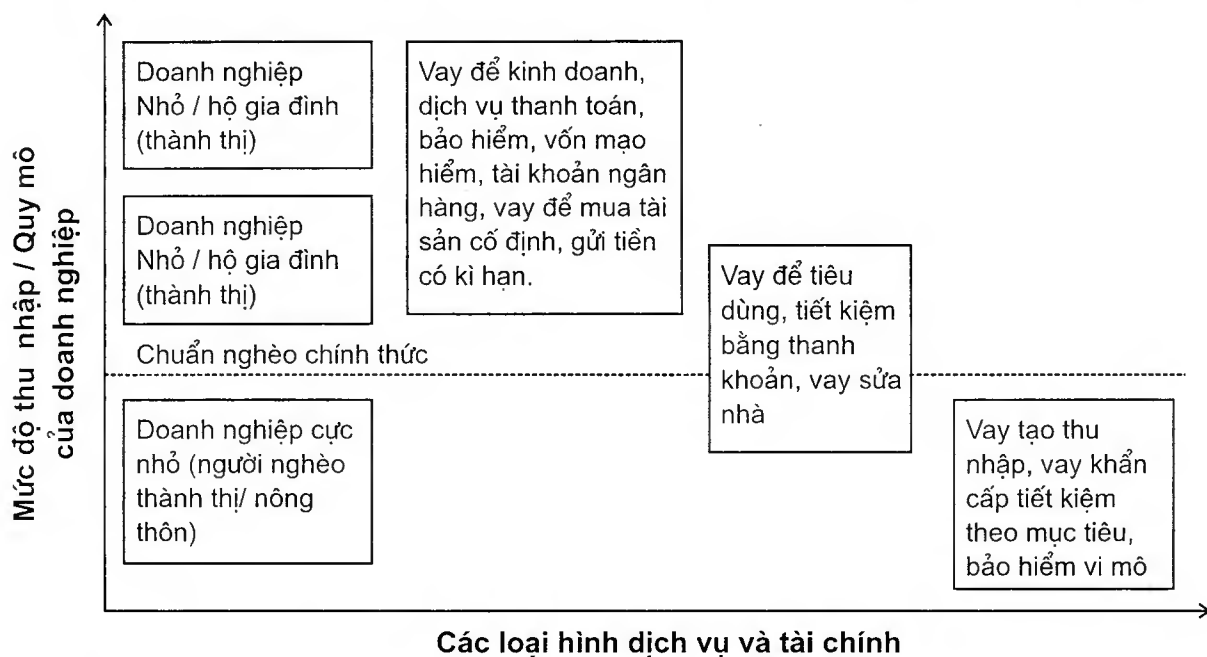 Mức độ thu nhập / Quy mô
của doanh nghiệp
Doanh nghiệp
Nhỏ / hộ gia đình
(thành thị)
Vay để kinh doanh,
dịch vụ thanh toán,
bảo hiểm, vốn mạo
hiểm, tài khoản ngân
hàng, vay để mua tài
sản cố định, gửi tiền
có kì hạn.
Doanh nghiệp
Nhỏ / hộ gia đình
(thành thị)
Vay để tiêu
dùng, tiết kiệm
bằng thanh
khoản, vay sửa
nhà
Chuẩn nghèo chính thức
Doanh nghiệp cực
nhỏ (người nghèo
thành thị/ nông
thôn)
Vay tạo thu
nhập, vay khẩn
cấp tiết kiệm
theo mục tiêu,
bảo hiểm vi mô
Các loại hình dịch vụ và tài chính